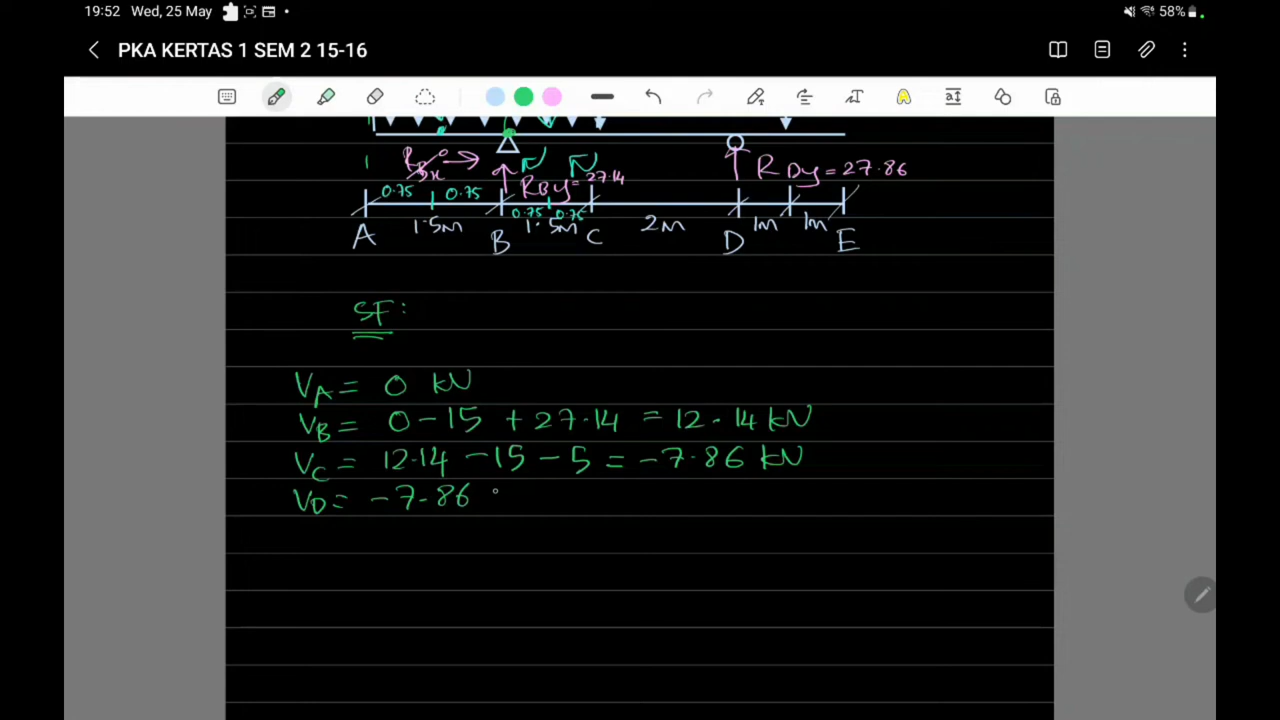 19:52 Wed, 25 May
58%
PKA KERTAS 1 SEM 2 15-16
RBx
0
RBy = 27.14
RDy = 27.86
0.75 0.75
0.75 0.75
1.5m 1.5m 2m 1m 1m
A B C D E
SF:
VA = 0 kN
VB = 0 - 15 + 27.14 = 12.14 kN
VC = 12.14 - 15 - 5 = -7.86 kN
VD = -7.86